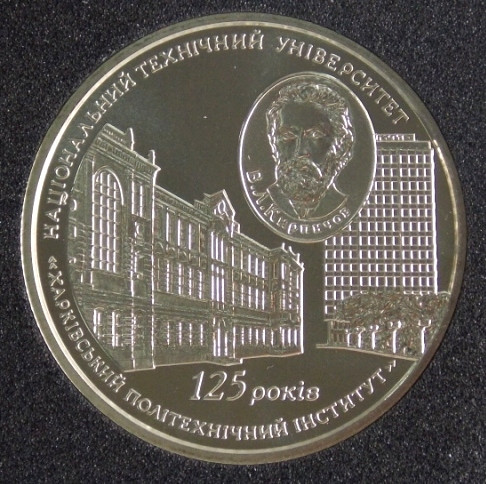 НАЦІОНАЛЬНИЙ ТЕХНІЧНИЙ УНІВЕРСИТЕТ
«ХАРКІВСЬКИЙ ПОЛІТЕХНІЧНИЙ ІНСТИТУТ»
В.Л.Кирпичов
125 років